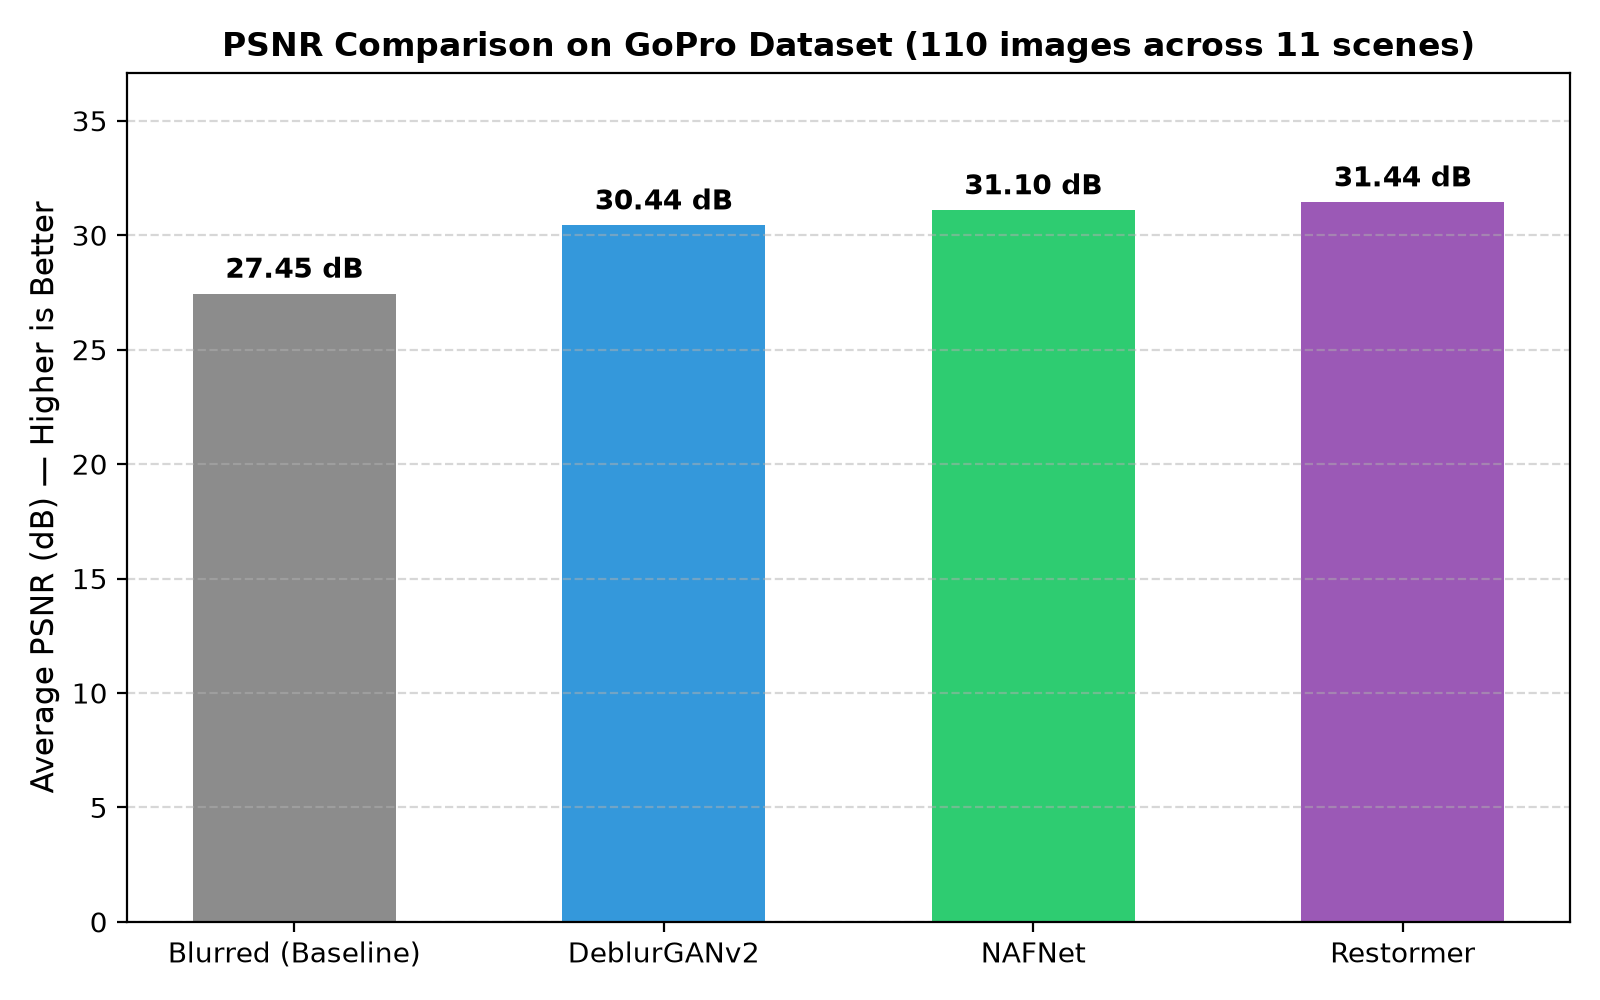 PSNR Comparison on GoPro Dataset (110 images across 11 scenes)
Average PSNR (dB) — Higher is Better
35
30
25
20
15
10
5
0
27.45 dB
30.44 dB
31.10 dB
31.44 dB
Blurred (Baseline)
DeblurGANv2
NAFNet
Restormer